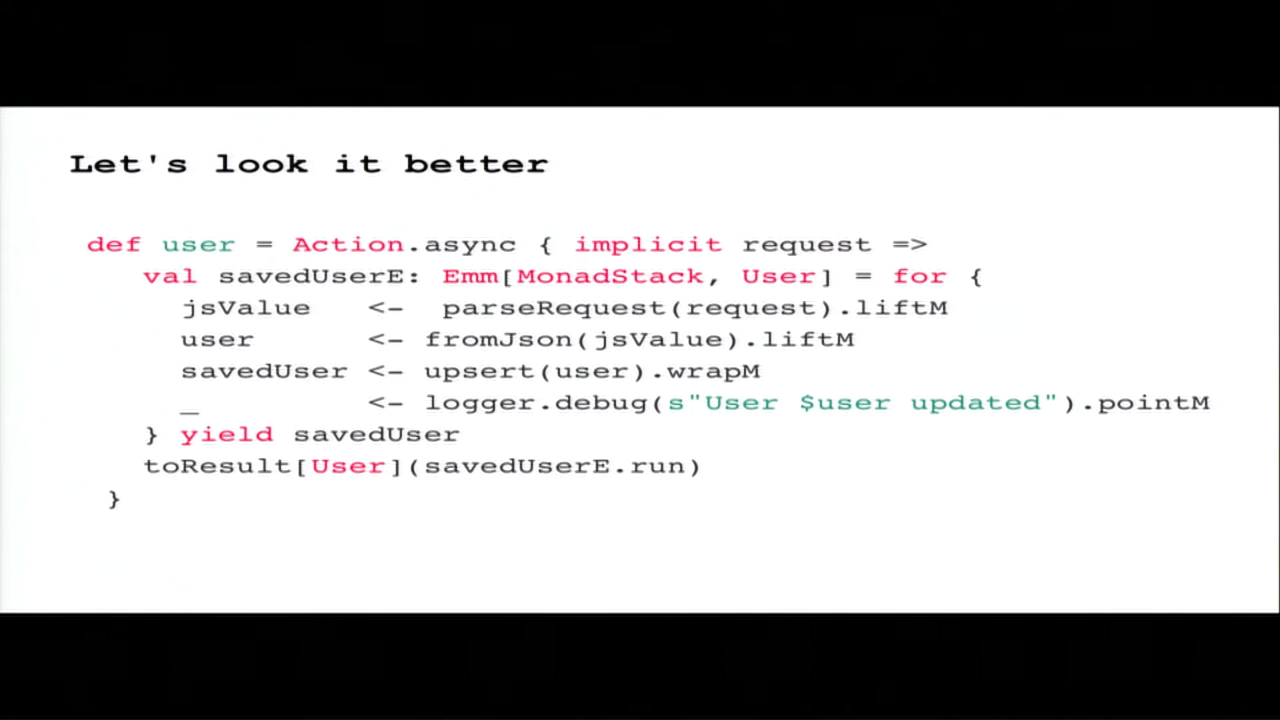 Let's look it better
def user = Action.async { implicit request =>
val savedUserE: Emm[MonadStack, User] = for {
jsValue <- parseRequest(request).liftM
user <- fromJson(jsValue).liftM
savedUser <- upsert(user).wrapM
_ <- logger.debug(s"User $user updated").pointM
} yield savedUser
toResult[User](savedUserE.run)
}